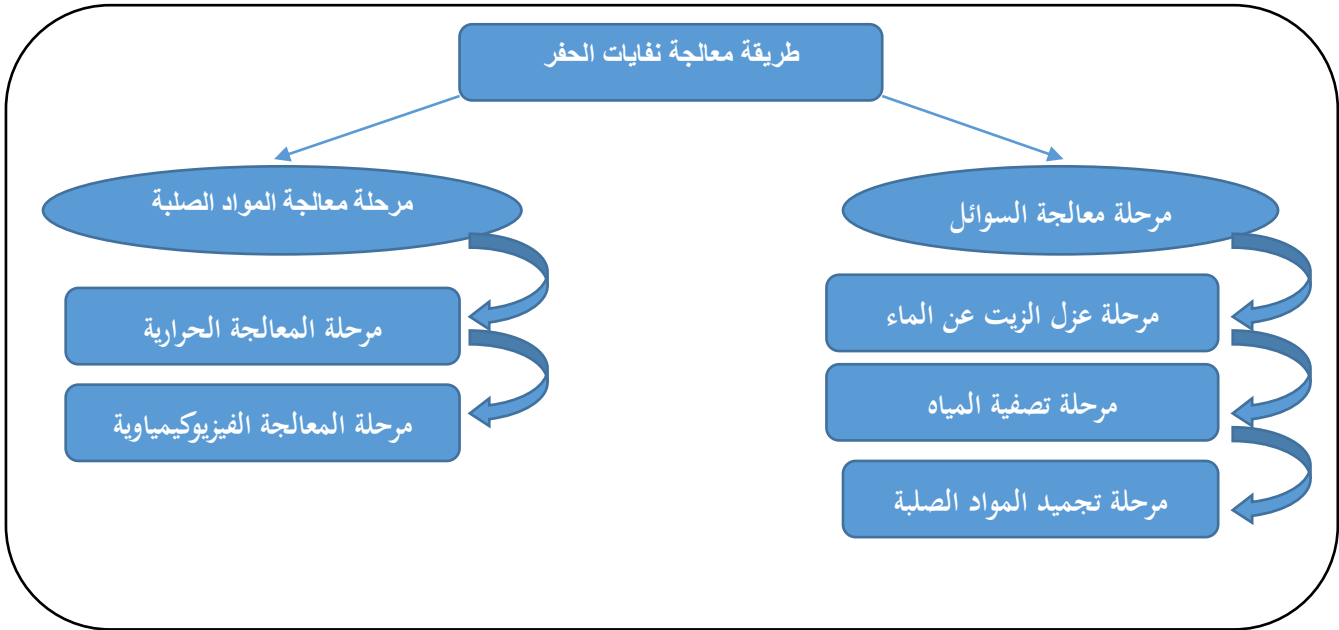 طريقة معالجة نفايات الحفر
مرحلة معالجة السوائل
مرحلة عزل الزيت عن الماء
مرحلة تصفية المياه
مرحلة تجميد المواد الصلبة
مرحلة معالجة المواد الصلبة
مرحلة المعالجة الحرارية
مرحلة المعالجة الفيزيوكيمياوية